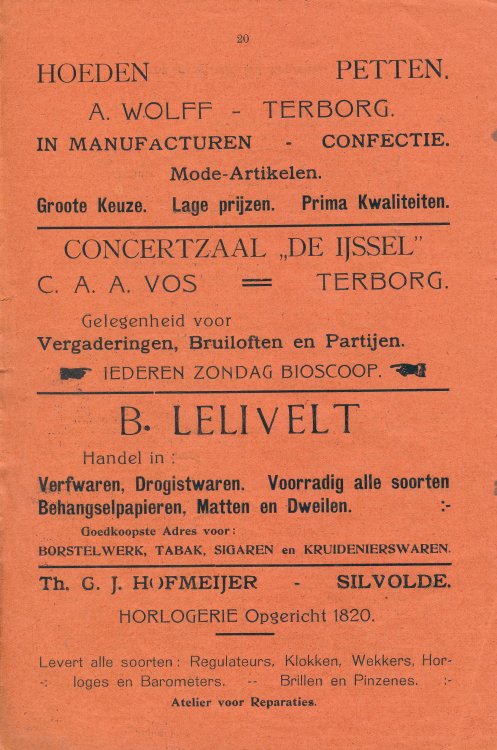 20
HOEDEN - PETTEN.
A. WOLFF - TERBORG.
IN MANUFACTUREN - CONFECTIE.
Mode-Artikelen.
Groote Keuze. Lage prijzen. Prima Kwaliteiten.
CONCERTZAAL „DE IJSSEL"
C. A. A. VOS = TERBORG.
Gelegenheid voor
Vergaderingen, Bruiloften en Partijen.
IEDEREN ZONDAG BIOSCOOP.
B. LELIVELT
Handel in :
Verfwaren, Drogistwaren. Voorradig alle soorten
Behangselpapieren, Matten en Dweilen. :-
Goedkoopste Adres voor:
BORSTELWERK, TABAK, SIGAREN en KRUIDENIERSWAREN.
Th. G. J. HOFMEIJER - SILVOLDE.
HORLOGERIE Opgericht 1820.
Levert alle soorten: Regulateurs, Klokken, Wekkers, Hor-
-: loges en Barometers. -- Brillen en Pinzenes. :-
Atelier voor Reparaties.